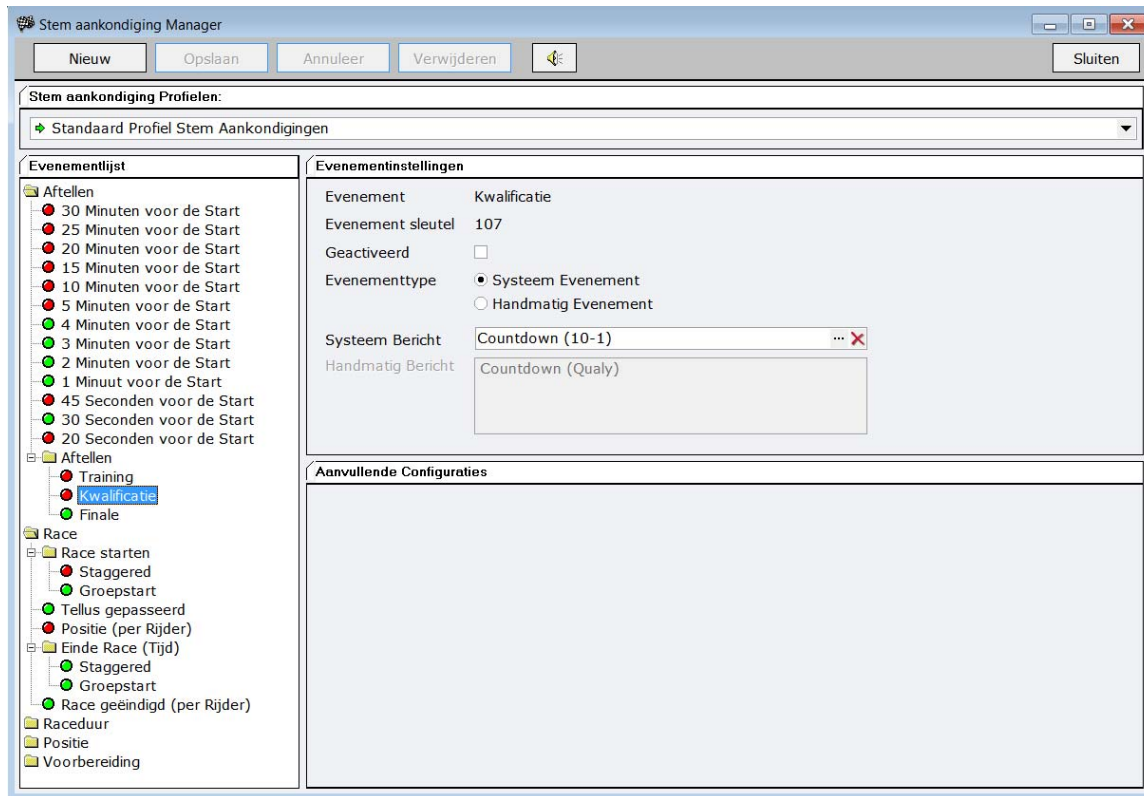 Stem aankondiging Manager
Nieuw Opslaan Annuleer Verwijderen Sluiten
Stem aankondiging Profielen:
Standaard Profiel Stem Aankondigingen
Evenementlijst
Aftellen
30 Minuten voor de Start
25 Minuten voor de Start
20 Minuten voor de Start
15 Minuten voor de Start
10 Minuten voor de Start
5 Minuten voor de Start
4 Minuten voor de Start
3 Minuten voor de Start
2 Minuten voor de Start
1 Minuut voor de Start
45 Seconden voor de Start
30 Seconden voor de Start
20 Seconden voor de Start
Aftellen
Training
Kwalificatie
Finale
Race
Race starten
Staggered
Groepstart
Tellus gepasseerd
Positie (per Rijder)
Einde Race (Tijd)
Staggered
Groepstart
Race geëindigd (per Rijder)
Raceduur
Positie
Voorbereiding
Evenementinstellingen
Evenement Kwalificatie
Evenement sleutel 107
Geactiveerd
Evenementtype Systeem Evenement
Handmatig Evenement
Systeem Bericht Countdown (10-1) ...
Handmatig Bericht Countdown (Qualy)
Aanvullende Configuraties